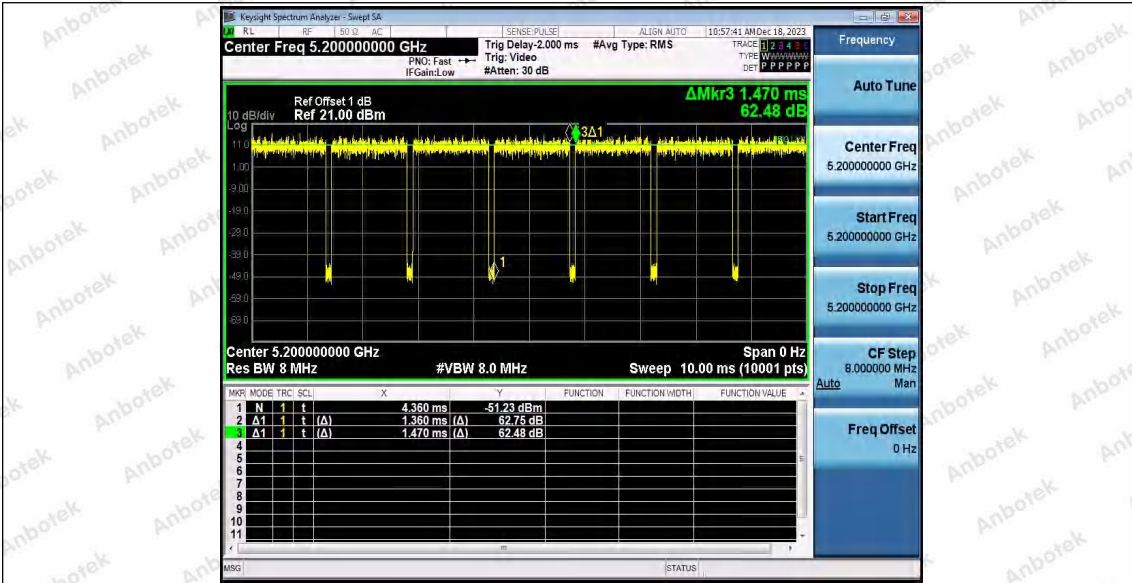 Keysight Spectrum Analyzer - Swept SA
RL RF 50 Ω AC SENSE:PULSE ALIGN AUTO 10:57:41 AM Dec 18, 2023
Center Freq 5.200000000 GHz
PNO: Fast
IFGain:Low
Trig Delay-2.000 ms
Trig: Video
#Atten: 30 dB
#Avg Type: RMS
TRACE 1 2 3 4 5 6
TYPE WWWWWW
DET P P P P P P
Ref Offset 1 dB
10 dB/div Ref 21.00 dBm
Log
ΔMkr3 1.470 ms
62.48 dB
3Δ1
11.0
1.00
-9.00
-19.0
-29.0
-39.0
-49.0
-59.0
-69.0
1
Center 5.200000000 GHz Span 0 Hz
Res BW 8 MHz #VBW 8.0 MHz Sweep 10.00 ms (10001 pts)
MKR MODE TRC SCL X Y FUNCTION FUNCTION WIDTH FUNCTION VALUE
1 N 1 t 4.360 ms -51.23 dBm
2 Δ1 1 t (Δ) 1.360 ms (Δ) 62.75 dB
3 Δ1 1 t (Δ) 1.470 ms (Δ) 62.48 dB
4
5
6
7
8
9
10
11
MSG STATUS
Frequency
Auto Tune
Center Freq
5.200000000 GHz
Start Freq
5.200000000 GHz
Stop Freq
5.200000000 GHz
CF Step
8.000000 MHz
Auto Man
Freq Offset
0 Hz
Anbotek